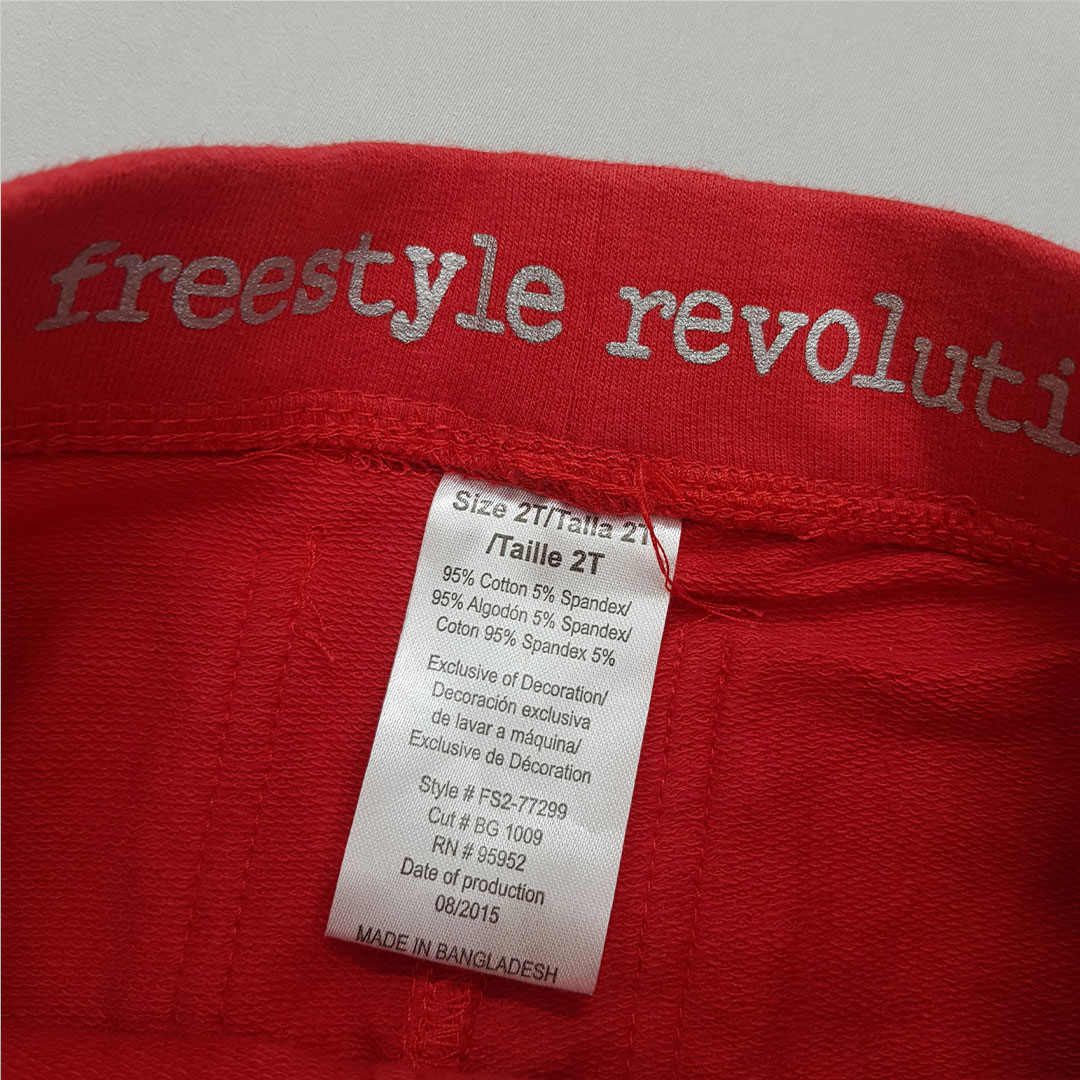 freestyle revoluti
Size 2T/Talla 2T
/Taille 2T
95% Cotton 5% Spandex/
95% Algodón 5% Spandex/
Coton 95% Spandex 5%
Exclusive of Decoration/
Decoración exclusiva
de lavar a máquina/
Exclusive de Décoration
Style # FS2-77299
Cut # BG 1009
RN # 95952
Date of production
08/2015
MADE IN BANGLADESH